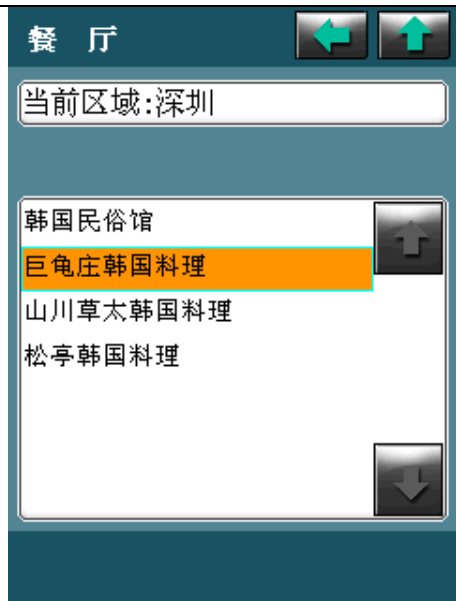 餐 厅
当前区域:深圳
韩国民俗馆
巨龟庄韩国料理
山川草太韩国料理
松亭韩国料理